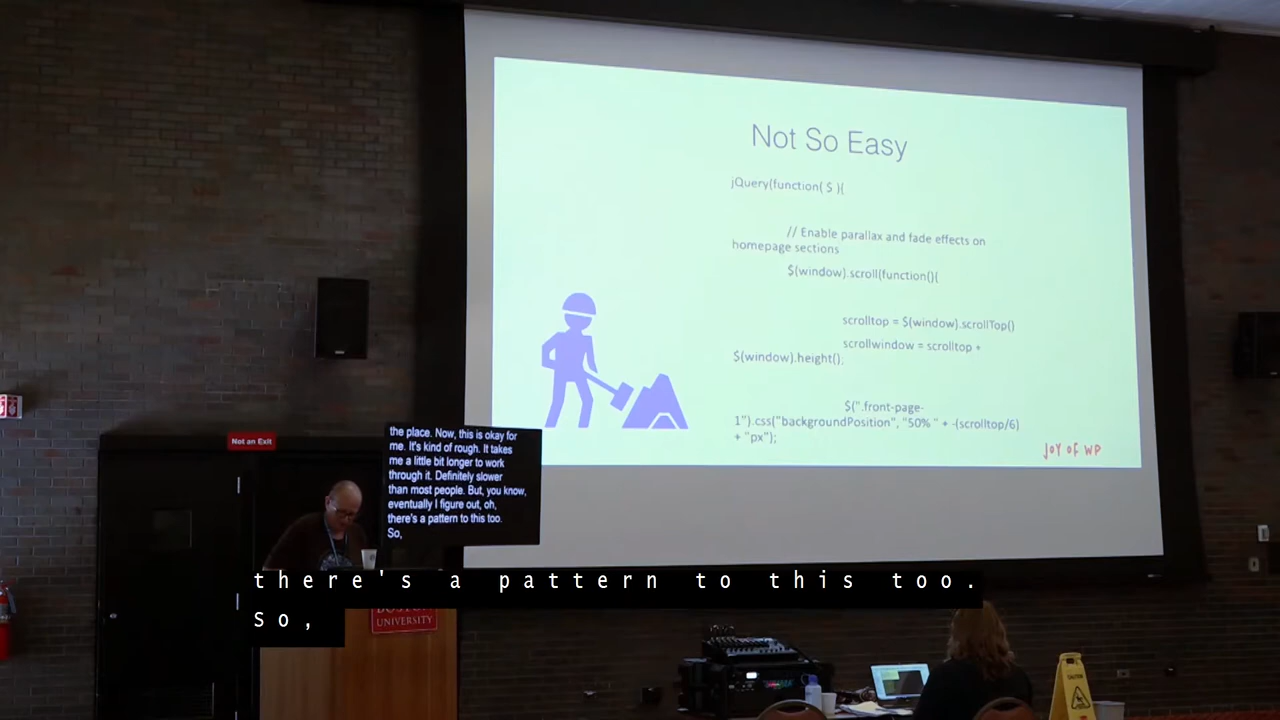 Not So Easy
jQuery(function( $ ){
// Enable parallax and fade effects on
homepage sections
$(window).scroll(function(){
scrolltop = $(window).scrollTop()
scrollwindow = scrolltop +
$(window).height();
$(".front-page-
1").css("backgroundPosition", "50% " + -(scrolltop/6)
+ "px");
JOY OF WP
Not an Exit
the place. Now, this is okay for
me. It's kind of rough. It takes
me a little bit longer to work
through it. Definitely slower
than most people. But, you know,
eventually I figure out, oh,
there's a pattern to this too.
So,
there's a pattern to this too.
So,
BOSTON
UNIVERSITY
CAUTION